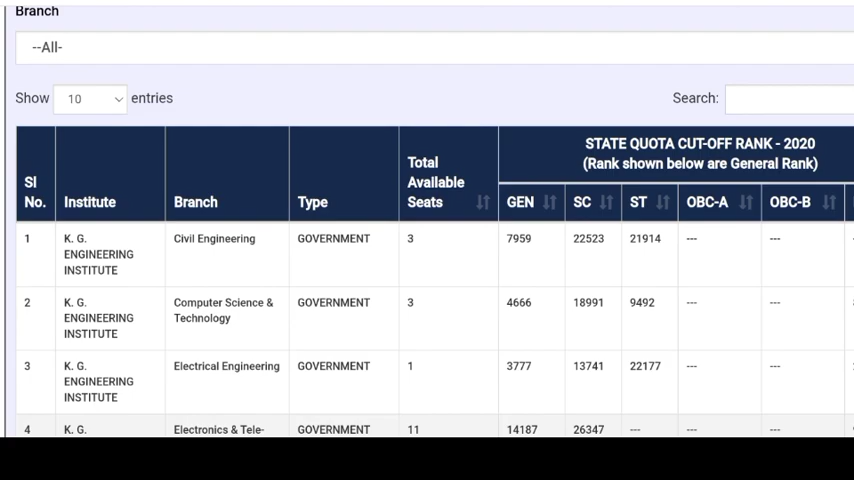 Branch
--All-
Show 10 entries Search:
STATE QUOTA CUT-OFF RANK - 2020
(Rank shown below are General Rank)
Sl No. Institute Branch Type Total Available Seats GEN SC ST OBC-A OBC-B
1 K. G. ENGINEERING INSTITUTE Civil Engineering GOVERNMENT 3 7959 22523 21914 --- ---
2 K. G. ENGINEERING INSTITUTE Computer Science & Technology GOVERNMENT 3 4666 18991 9492 --- ---
3 K. G. ENGINEERING INSTITUTE Electrical Engineering GOVERNMENT 1 3777 13741 22177 --- ---
4 K. G. Electronics & Tele- GOVERNMENT 11 14187 26347 --- --- ---